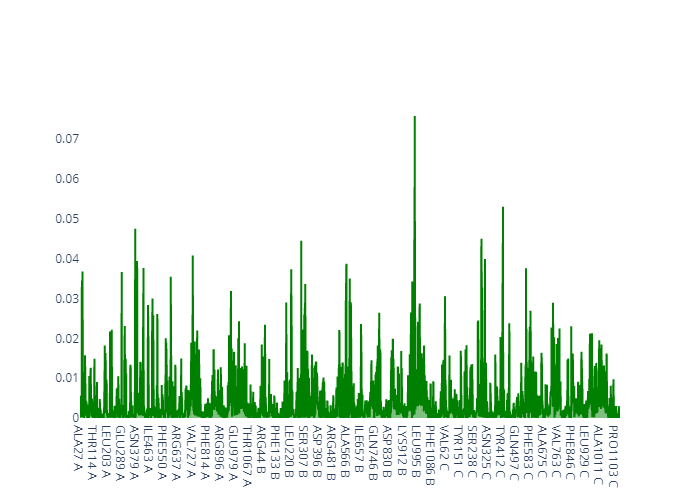 0.07
0.06
0.05
0.04
0.03
0.02
0.01
0
ALA27 A
THR114 A
LEU203 A
GLU289 A
ASN379 A
ILE463 A
PHE550 A
ARG637 A
VAL727 A
PHE814 A
ARG896 A
GLU979 A
THR1067 A
ARG44 B
PHE133 B
LEU220 B
SER307 B
ASP396 B
ARG481 B
ALA566 B
ILE657 B
GLN746 B
ASP830 B
LYS912 B
LEU995 B
PHE1086 B
VAL62 C
TYR151 C
SER238 C
ASN325 C
TYR412 C
GLN497 C
PHE583 C
ALA675 C
VAL763 C
PHE846 C
LEU929 C
ALA1011 C
PRO1103 C